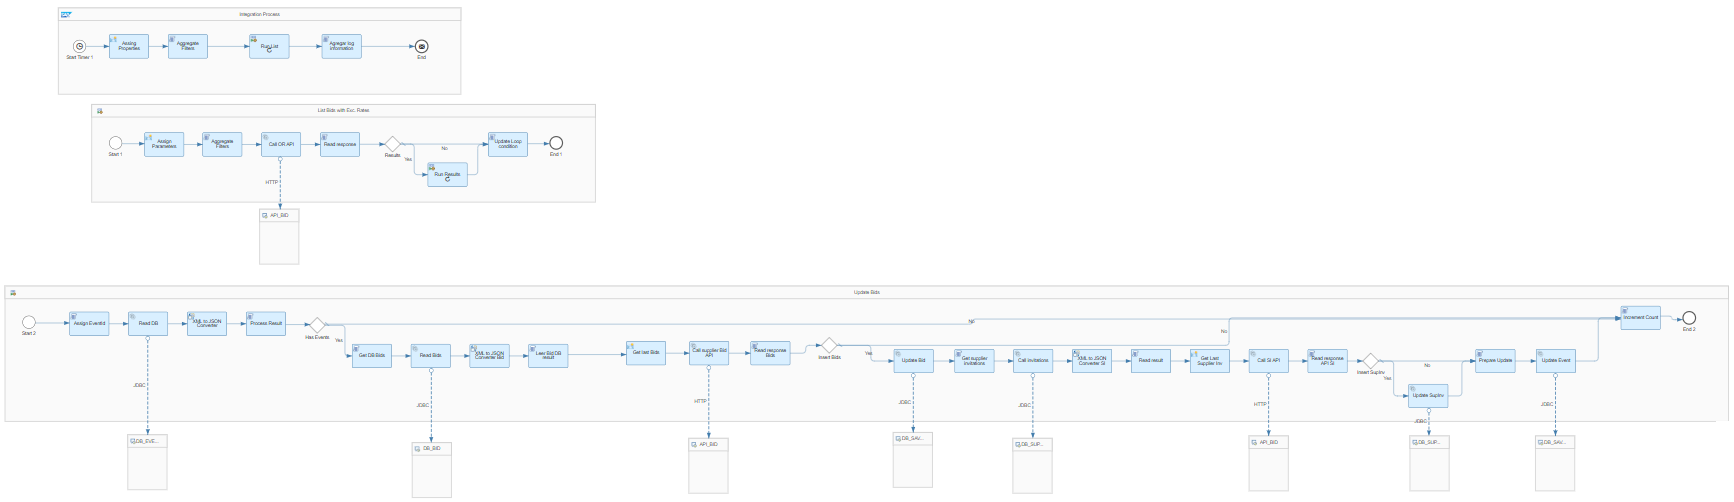 SAP
Integration Process
Start Timer 1
Assing
Properties
Aggregate
Filters
Run List
Agregar log
Information
End
List Bids with Exc. Rates
Start 1
Assign
Parameters
Aggregate
Filters
Call OR API
Read response
Results
No
Yes
Run Results
Update Loop
condition
End 1
HTTP
API_BID
Update Bids
Start 2
Assign EventId
Read DB
XML to JSON
Converter
Process Result
Has Events
No
Yes
Get DB Bids
Read Bids
XML to JSON
Converter Bid
Leer Bid DB
result
Get last Bids
Call supplier Bid
API
Read response
Bids
Insert Bids
No
Yes
Update Bid
Get supplier
invitations
Call invitations
XML to JSON
Converter SI
Read result
Get Last
Supplier Inv
Call SI API
Read response
API SI
Insert SupInv
No
Yes
Update SupInv
Prepare Update
Update Event
Increment Count
End 2
JDBC
JDBC
HTTP
JDBC
JDBC
HTTP
JDBC
JDBC
DB_EVE...
DB_BID
API_BID
DB_SAV...
DB_SUP...
API_BID
DB_SUP...
DB_SAV...